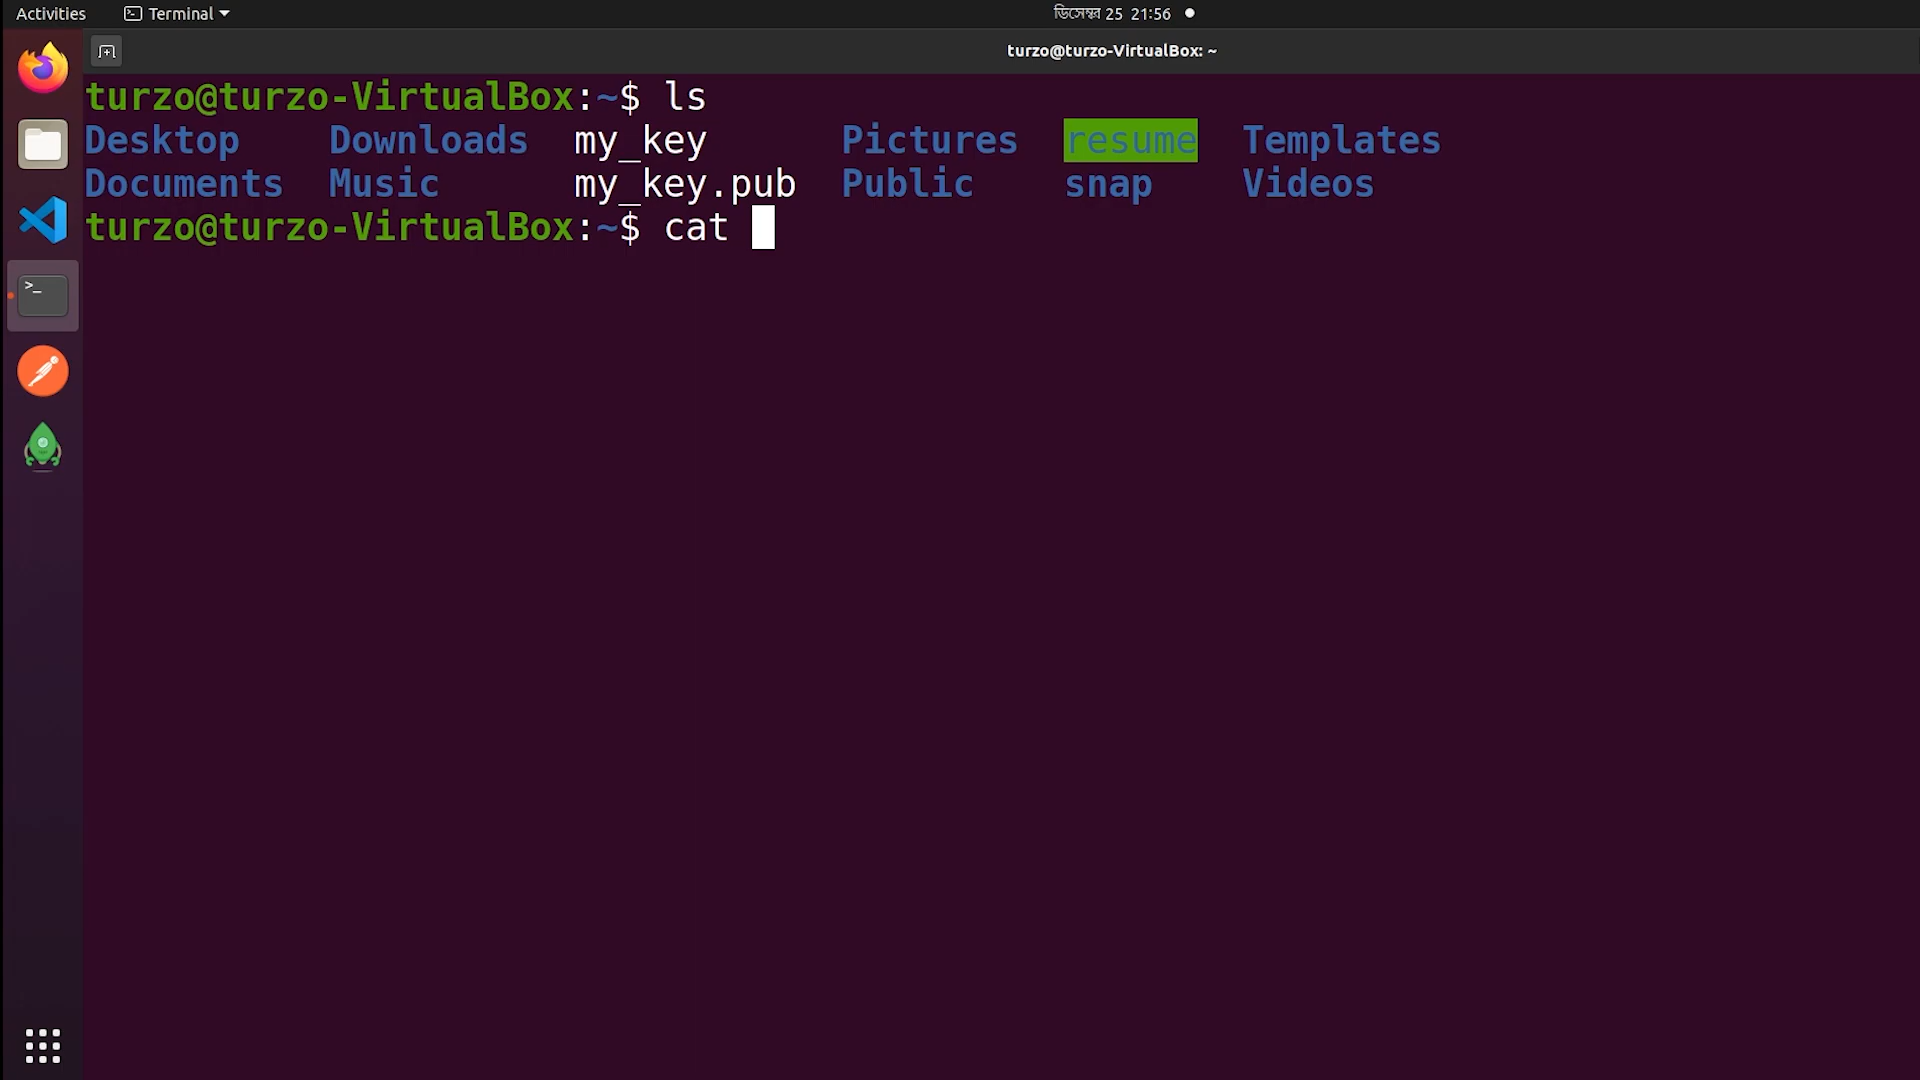 Activities Terminal ডিসেম্বর 25 21:56
turzo@turzo-VirtualBox: ~
turzo@turzo-VirtualBox:~$ ls
Desktop Downloads my_key Pictures resume Templates
Documents Music my_key.pub Public snap Videos
turzo@turzo-VirtualBox:~$ cat